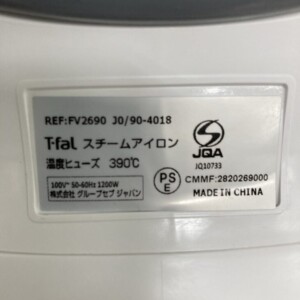 REF:FV2690 J0/90-4018
T-fal スチームアイロン
温度ヒューズ 390℃
JQA
JQ10733
100V~ 50-60Hz 1200W
株式会社 グループセブ ジャパン
PS
E
CMMF:2820269000
MADE IN CHINA